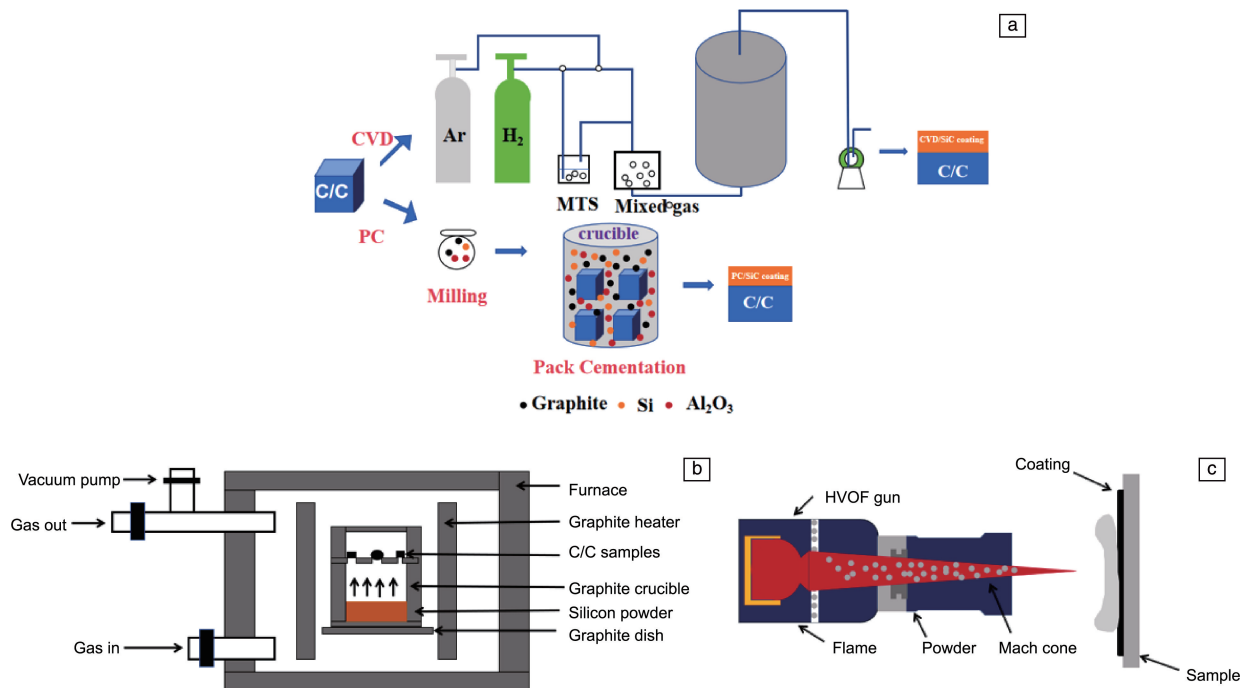 a
Ar
H₂
CVD
C/C
PC
MTS
Mixed gas
CVD/SiC coating
C/C
crucible
Milling
PC/SiC coating
C/C
Pack Cementation
Graphite
Si
Al₂O₃
b
Vacuum pump
Gas out
Gas in
Furnace
Graphite heater
C/C samples
Graphite crucible
Silicon powder
Graphite dish
c
Coating
HVOF gun
Flame
Powder
Mach cone
Sample